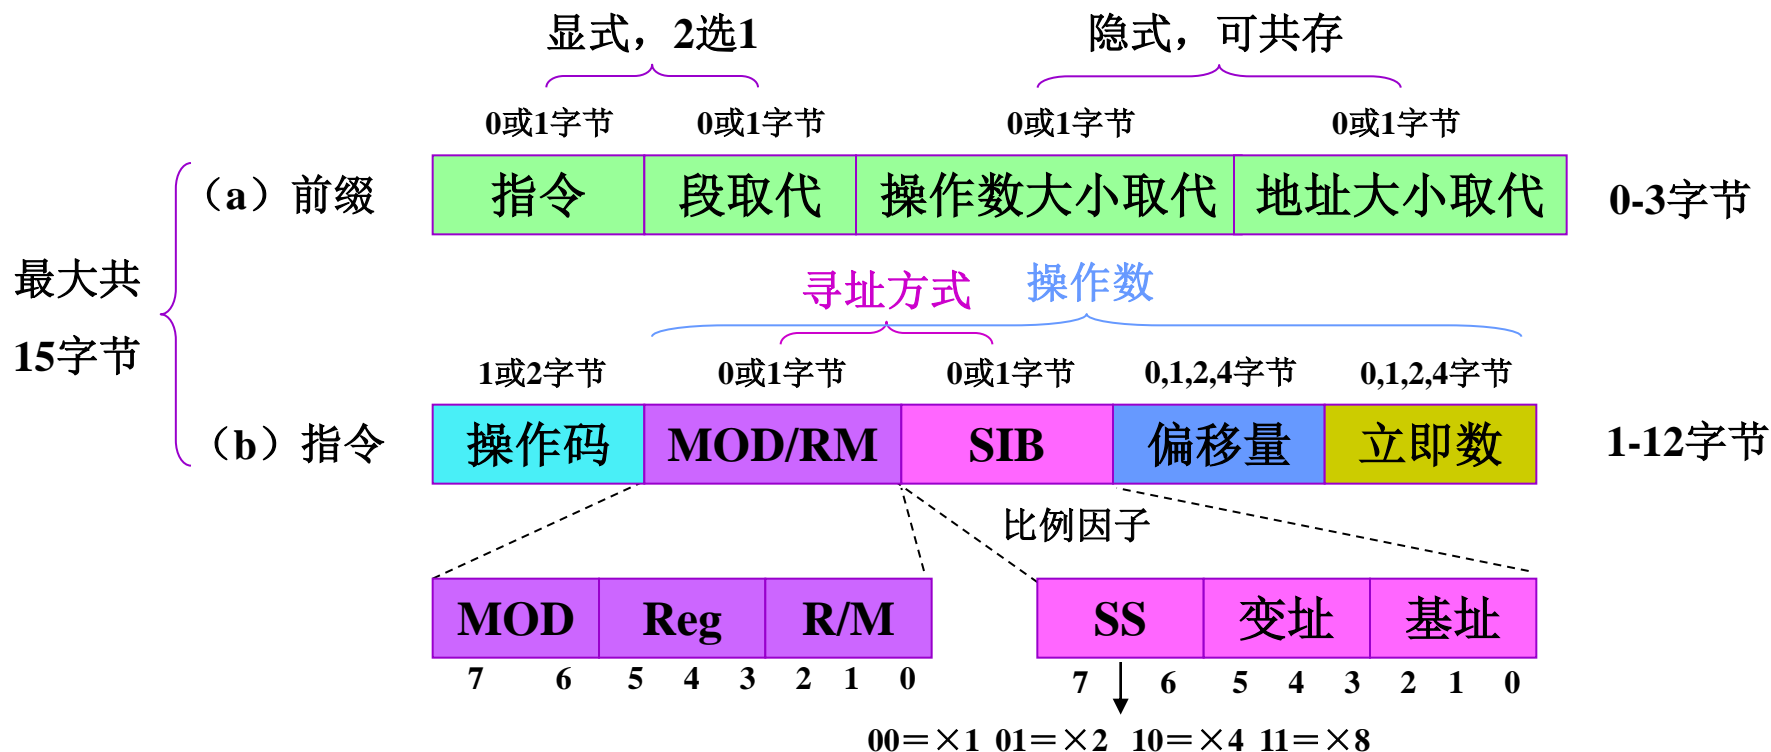 显式，2选1 隐式，可共存
0或1字节 0或1字节 0或1字节 0或1字节
（a）前缀 指令 段取代 操作数大小取代 地址大小取代 0-3字节
最大共
15字节
寻址方式 操作数
1或2字节 0或1字节 0或1字节 0,1,2,4字节 0,1,2,4字节
（b）指令 操作码 MOD/RM SIB 偏移量 立即数 1-12字节
比例因子
MOD Reg R/M SS 变址 基址
7 6 5 4 3 2 1 0 7 6 5 4 3 2 1 0
00＝×1 01＝×2 10＝×4 11＝×8